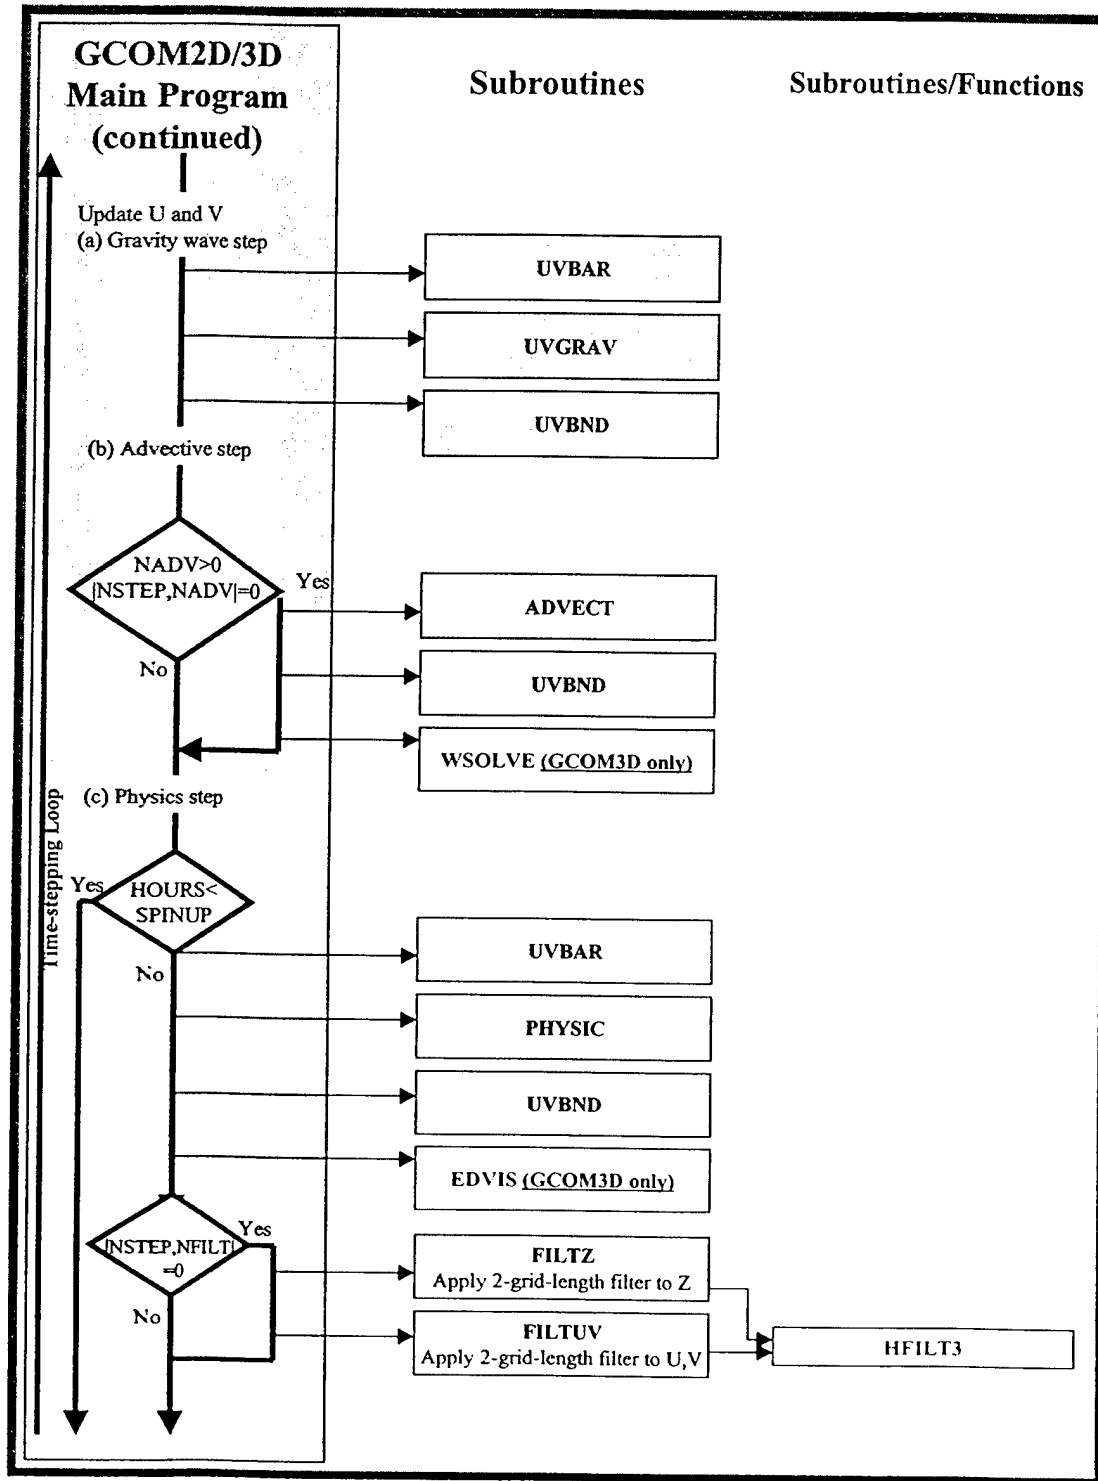 GCOM2D/3D
Main Program
(continued)
Subroutines
Subroutines/Functions
Update U and V
(a) Gravity wave step
UVBAR
UVGRAV
UVBND
(b) Advective step
NADV>0
|NSTEP,NADV|=0
Yes
No
ADVECT
UVBND
WSOLVE (GCOM3D only)
(c) Physics step
Time-stepping Loop
HOURS<
SPINUP
Yes
No
UVBAR
PHYSIC
UVBND
EDVIS (GCOM3D only)
|NSTEP,NFILT|
=0
Yes
No
FILTZ
Apply 2-grid-length filter to Z
FILTUV
Apply 2-grid-length filter to U,V
HFILT3